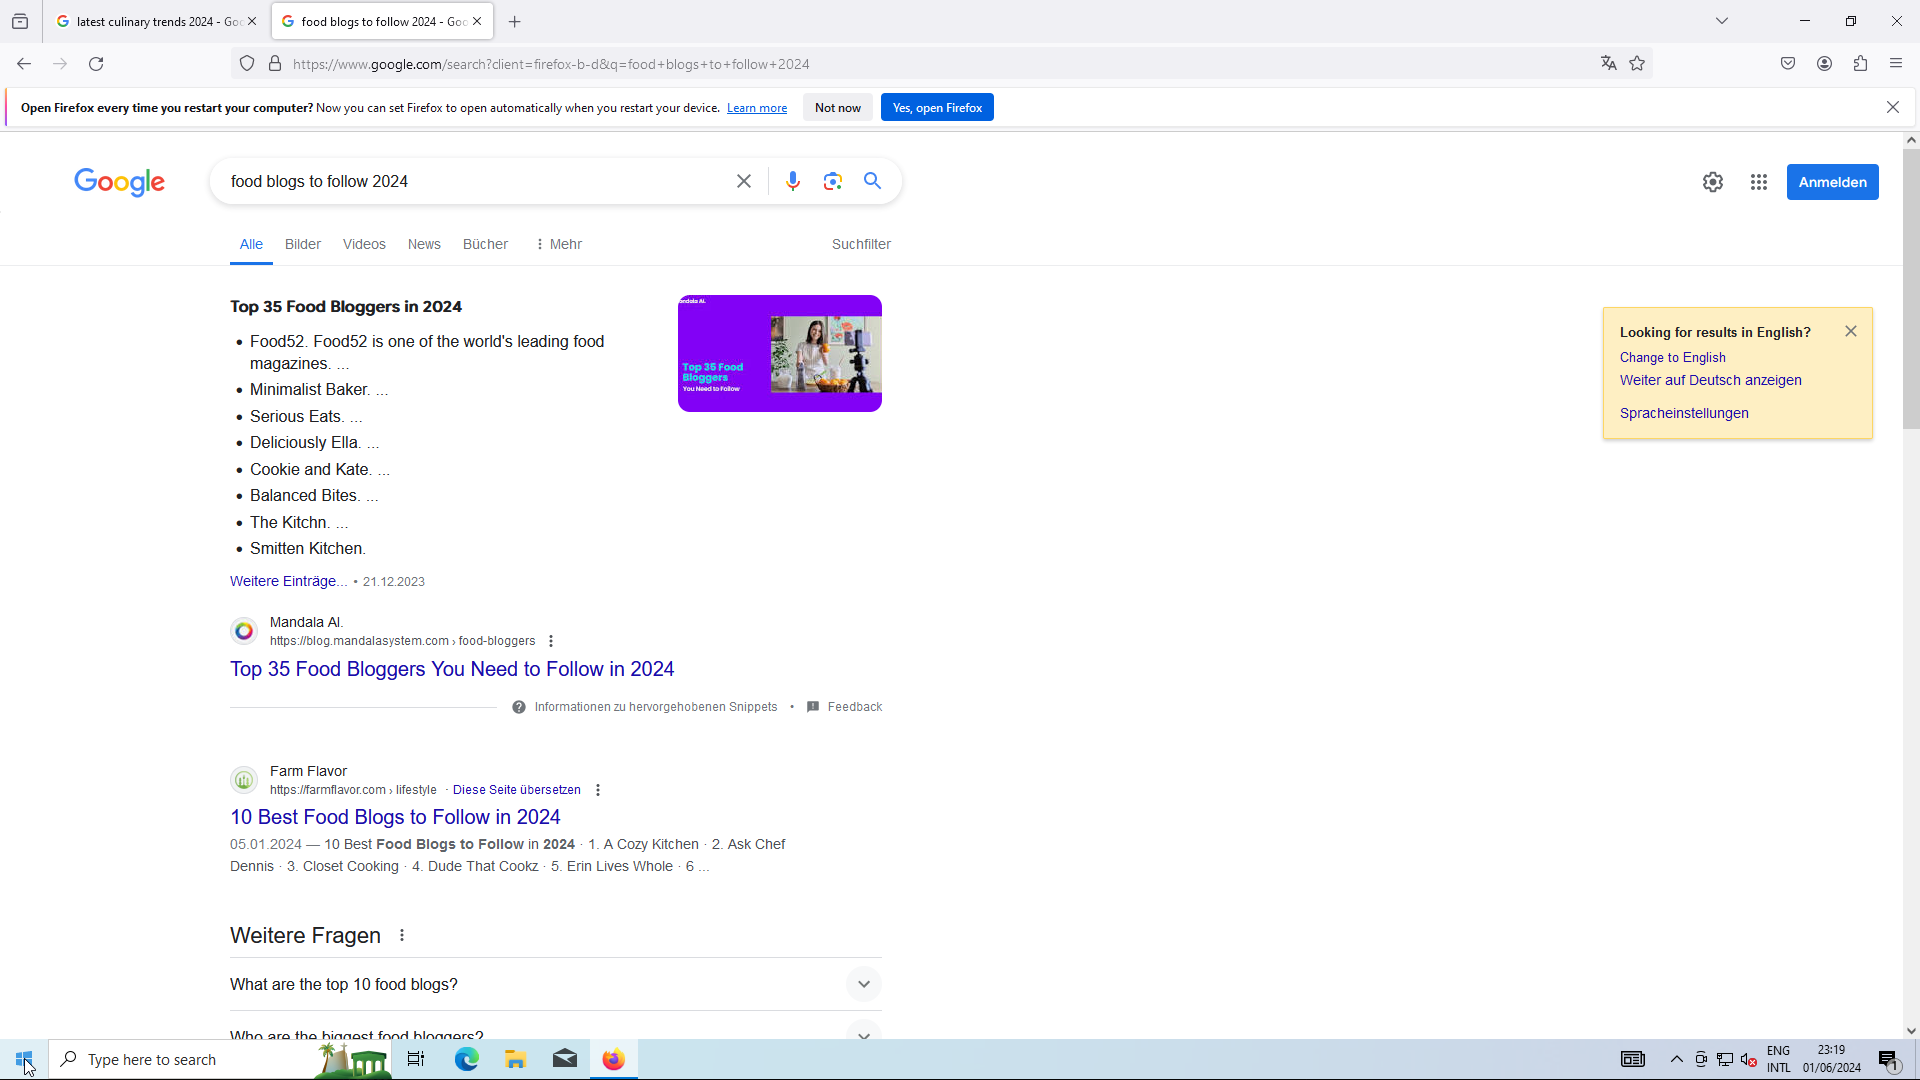 latest culinary trends 2024 - Goo
food blogs to follow 2024 - Goo
https://www.google.com/search?client=firefox-b-d&q=food+blogs+to+follow+2024
Open Firefox every time you restart your computer? Now you can set Firefox to open automatically when you restart your device. Learn more
Not now
Yes, open Firefox
Google
food blogs to follow 2024
Anmelden
Alle
Bilder
Videos
News
Bücher
Mehr
Suchfilter
Top 35 Food Bloggers in 2024
• Food52. Food52 is one of the world's leading food
magazines. ...
• Minimalist Baker. ...
• Serious Eats. ...
• Deliciously Ella. ...
• Cookie and Kate. ...
• Balanced Bites. ...
• The Kitchn. ...
• Smitten Kitchen.
Top 35 Food
Bloggers
You Need to Follow
Looking for results in English?
Change to English
Weiter auf Deutsch anzeigen
Spracheinstellungen
Weitere Einträge... • 21.12.2023
Mandala AI.
https://blog.mandalasystem.com › food-bloggers
Top 35 Food Bloggers You Need to Follow in 2024
Informationen zu hervorgehobenen Snippets • Feedback
Farm Flavor
https://farmflavor.com › lifestyle · Diese Seite übersetzen
10 Best Food Blogs to Follow in 2024
05.01.2024 — 10 Best Food Blogs to Follow in 2024 · 1. A Cozy Kitchen · 2. Ask Chef
Dennis · 3. Closet Cooking · 4. Dude That Cookz · 5. Erin Lives Whole · 6 ...
Weitere Fragen
What are the top 10 food blogs?
Who are the biggest food bloggers?
Type here to search
ENG
INTL
23:19
01/06/2024
1